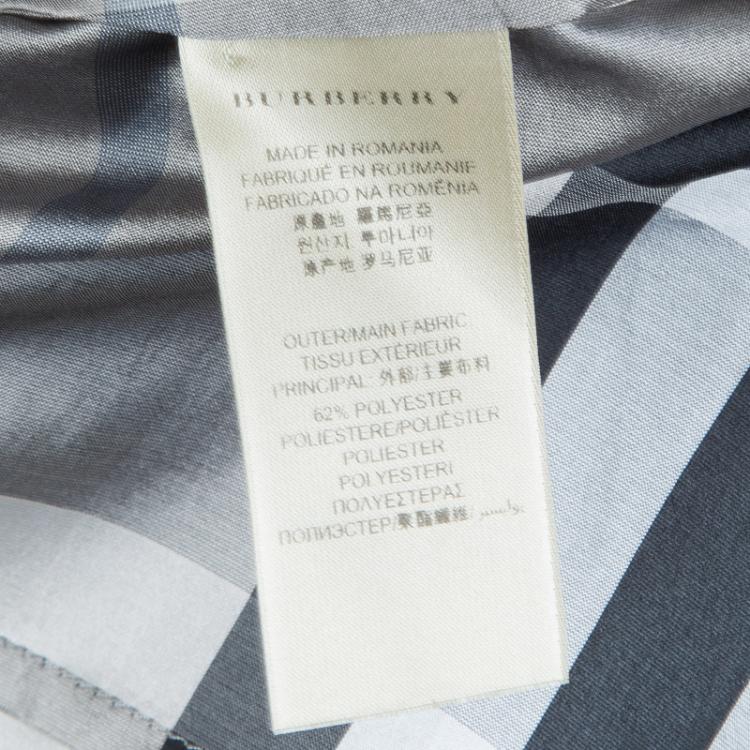 BURBERRY
MADE IN ROMANIA
FABRIQUÉ EN ROUMANIE
FABRICADO NA ROMÉNIA
原產地 羅馬尼亞
원산지 루마니아
原产地 罗马尼亚
OUTER/MAIN FABRIC
TISSU EXTÉRIEUR
PRINCIPAL: 外部/主要布料
62% POLYESTER
POLIESTERE/POLIÉSTER
POLIESTER
POLYESTERI
ΠΟΛΥΕΣΤΕΡΑΣ
ПОЛИЭСТЕР/聚酯纖維/بوليستر